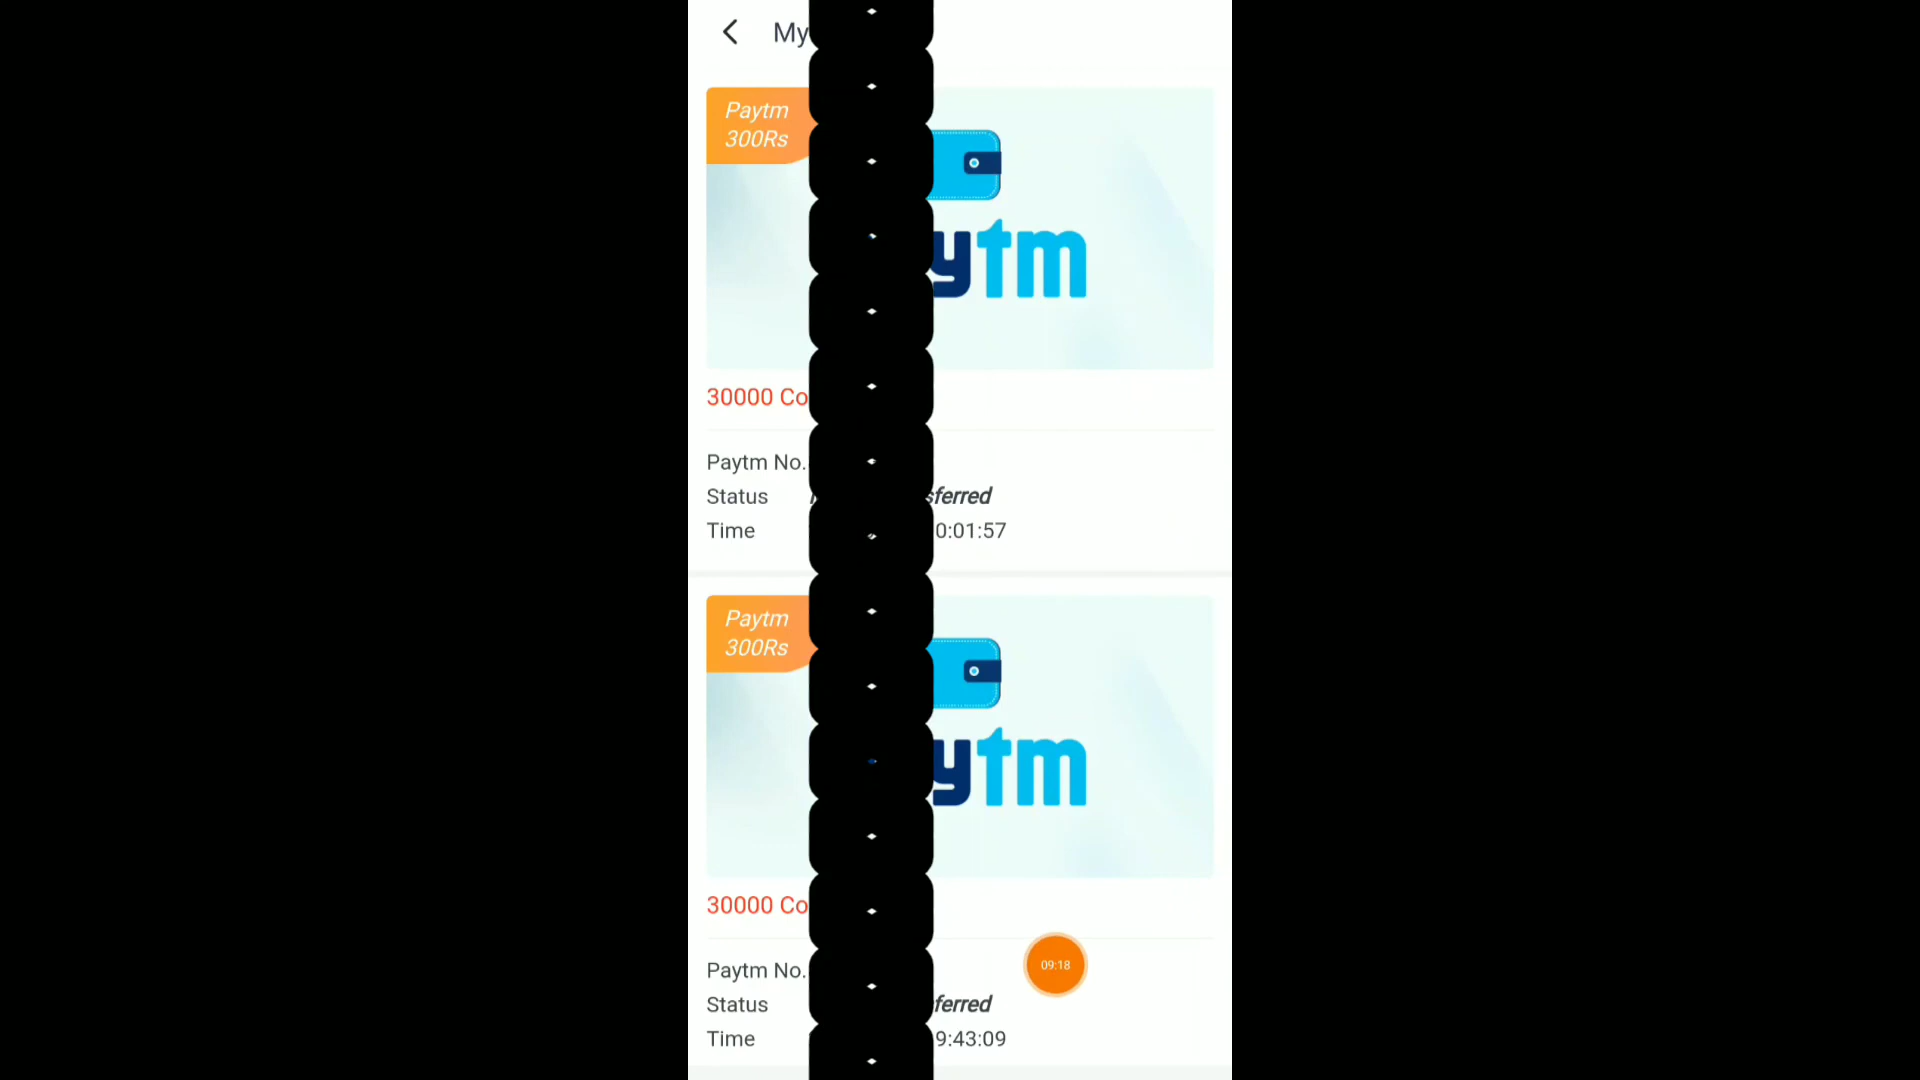 My
Paytm
300Rs
ytm
30000 Co
Paytm No.
Status sferred
Time 0:01:57
Paytm
300Rs
ytm
30000 Co
09:18
Paytm No.
Status ferred
Time 9:43:09